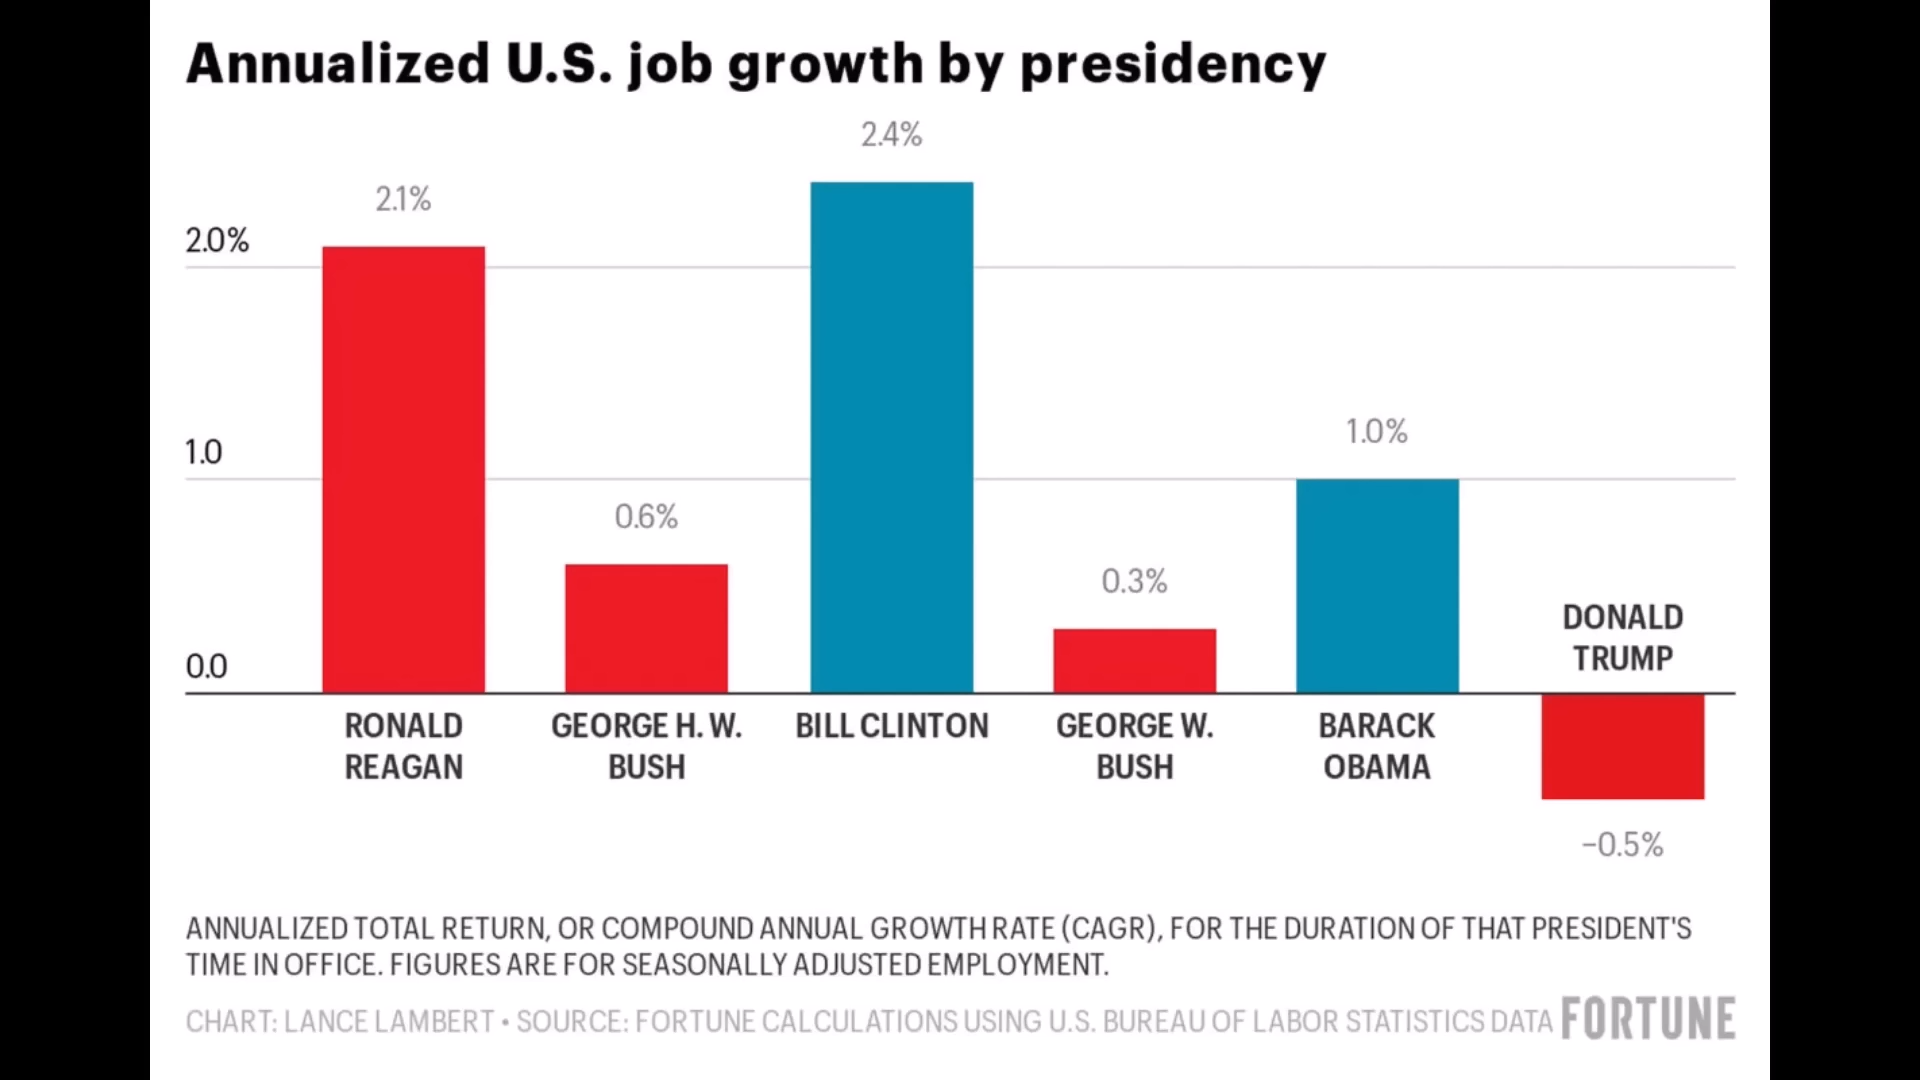 Annualized U.S. job growth by presidency
2.4%
2.1%
2.0%
1.0%
1.0
0.6%
0.3%
DONALD
TRUMP
0.0
RONALD
REAGAN
GEORGE H. W.
BUSH
BILL CLINTON
GEORGE W.
BUSH
BARACK
OBAMA
−0.5%
ANNUALIZED TOTAL RETURN, OR COMPOUND ANNUAL GROWTH RATE (CAGR), FOR THE DURATION OF THAT PRESIDENT'S
TIME IN OFFICE. FIGURES ARE FOR SEASONALLY ADJUSTED EMPLOYMENT.
CHART: LANCE LAMBERT • SOURCE: FORTUNE CALCULATIONS USING U.S. BUREAU OF LABOR STATISTICS DATA FORTUNE